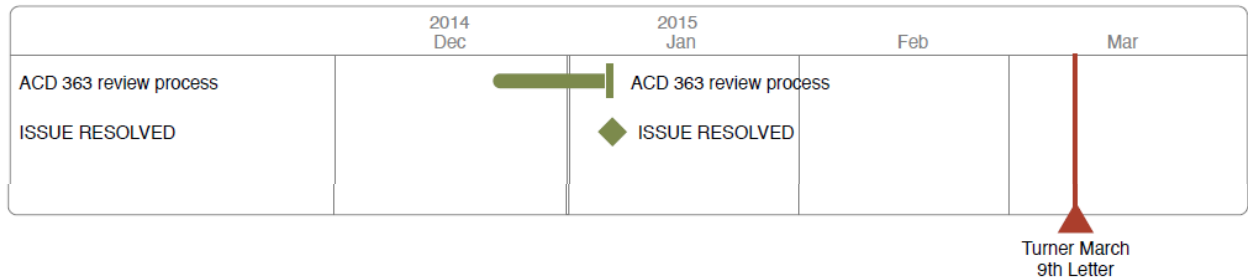 2014
Dec
2015
Jan
Feb
Mar
ACD 363 review process
ACD 363 review process
ISSUE RESOLVED
ISSUE RESOLVED
Turner March
9th Letter